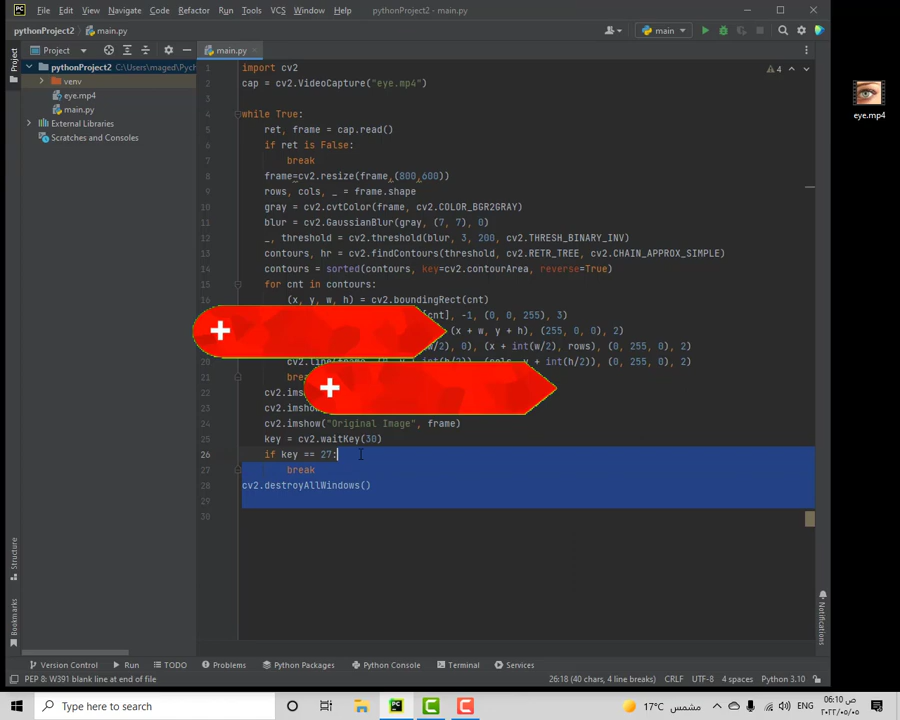 File Edit View Navigate Code Refactor Run Tools VCS Window Help pythonProject2 - main.py
pythonProject2 main.py main
Project main.py
Project
1 import cv2
2 cap = cv2.VideoCapture("eye.mp4")
3
4 while True:
5 ret, frame = cap.read()
6 if ret is False:
7 break
8 frame=cv2.resize(frame,(800,600))
9 rows, cols, _ = frame.shape
10 gray = cv2.cvtColor(frame, cv2.COLOR_BGR2GRAY)
11 blur = cv2.GaussianBlur(gray, (7, 7), 0)
12 _, threshold = cv2.threshold(blur, 3, 200, cv2.THRESH_BINARY_INV)
13 contours, hr = cv2.findContours(threshold, cv2.RETR_TREE, cv2.CHAIN_APPROX_SIMPLE)
14 contours = sorted(contours, key=cv2.contourArea, reverse=True)
15 for cnt in contours:
16 (x, y, w, h) = cv2.boundingRect(cnt)
[cnt], -1, (0, 0, 255), 3)
(x + w, y + h), (255, 0, 0), 2)
(w/2), 0), (x + int(w/2), rows), (0, 255, 0), 2)
20 cv2.line(frame, (0, y + int(h/2)), (cols, y + int(h/2)), (0, 255, 0), 2)
21
22 cv2.
23 cv2.imshow
24 cv2.imshow("Original Image", frame)
25 key = cv2.waitKey(30)
26 if key == 27:
27 break
28 cv2.destroyAllWindows()
29
30
4
pythonProject2 C:\Users\maged\Pych
venv
eye.mp4
main.py
External Libraries
Scratches and Consoles
eye.mp4
Structure
Bookmarks
Notifications
Version Control Run TODO Problems Python Packages Python Console Terminal Services
PEP 8: W391 blank line at end of file 26:18 (40 chars, 4 line breaks) CRLF UTF-8 4 spaces Python 3.10
Type here to search 17°C مشمس ENG 06:10 ص